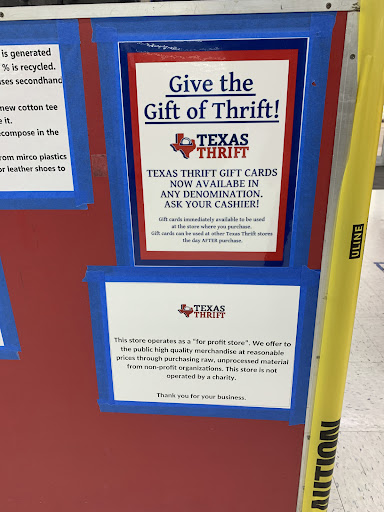 is generated
% is recycled.
ses secondhand
new cotton tee
e it.
compose in the
rom mirco plastics
or leather shoes to
Give the
Gift of Thrift!
TEXAS
THRIFT
TEXAS THRIFT GIFT CARDS
NOW AVAILABE IN
ANY DENOMINATION.
ASK YOUR CASHIER!
Gift cards immediately available to be used
at the store where you purchase.
Gift cards can be used at other Texas Thrift stores
the day AFTER purchase.
TEXAS
THRIFT
This store operates as a "for profit store". We offer to
the public high quality merchandise at reasonable
prices through purchasing raw, unprocessed material
from non-profit organizations. This store is not
operated by a charity.
Thank you for your business.
ULINE
CAUTION